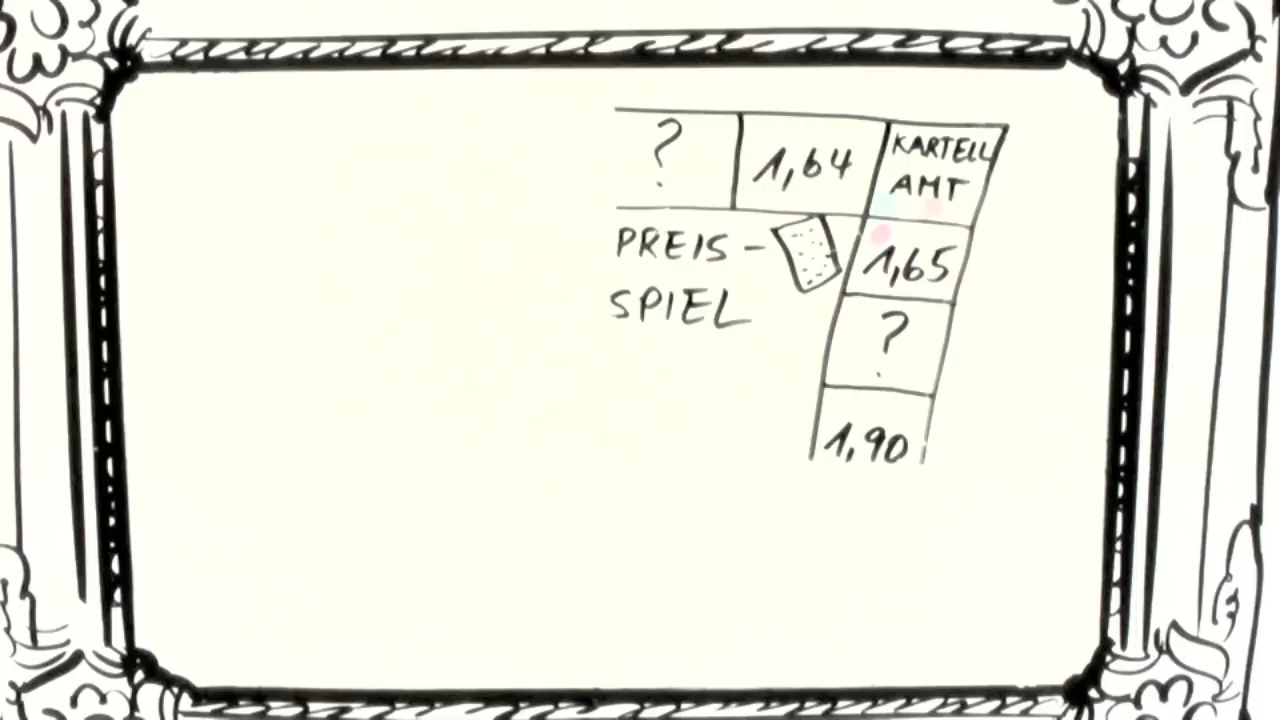 ?
1,64
KARTELL
AMT
PREIS-
SPIEL
1,65
?
1,90